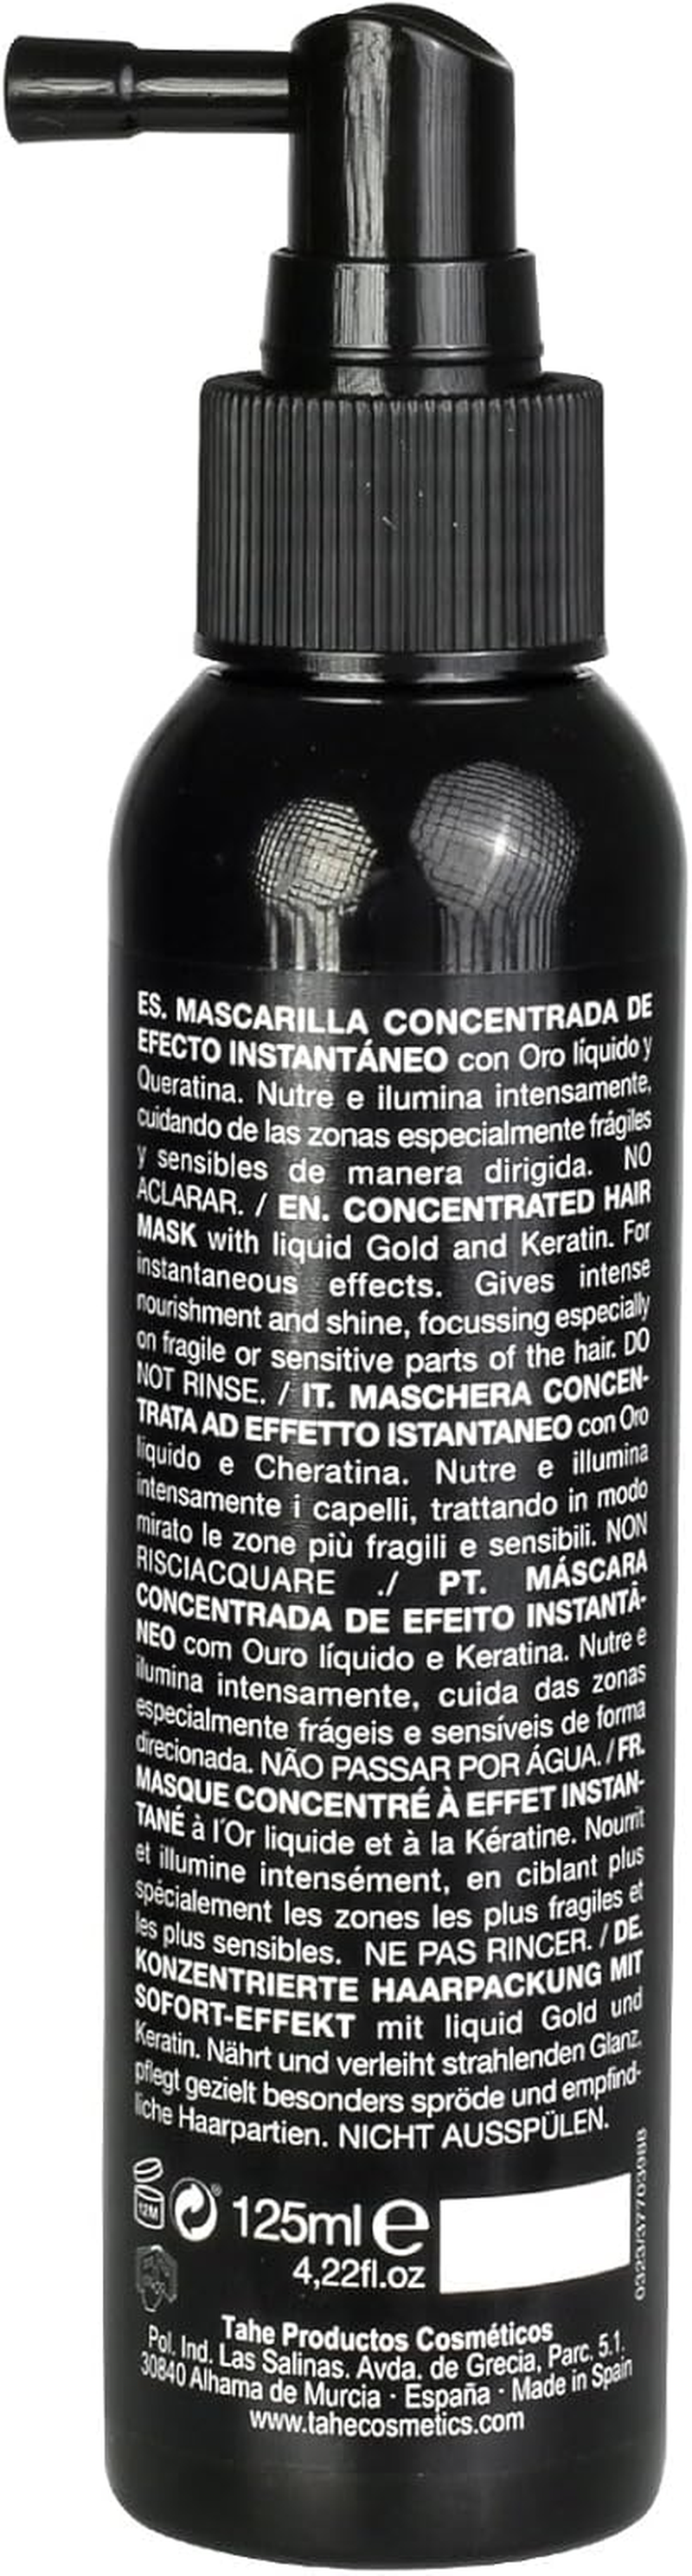 ES. MASCARILLA CONCENTRADA DE
EFECTO INSTANTÁNEO con Oro líquido y
Queratina. Nutre e ilumina intensamente,
cuidando de las zonas especialmente frágiles
y sensibles de manera dirigida. NO
ACLARAR. / EN. CONCENTRATED HAIR
MASK with liquid Gold and Keratin. For
instantaneous effects. Gives intense
nourishment and shine, focussing especially
on fragile or sensitive parts of the hair. DO
NOT RINSE. / IT. MASCHERA CONCEN-
TRATA AD EFFETTO ISTANTANEO con Oro
liquido e Cheratina. Nutre e illumina
intensamente i capelli, trattando in modo
mirato le zone più fragili e sensibili. NON
RISCIACQUARE ./ PT. MÁSCARA
CONCENTRADA DE EFEITO INSTANTÂ-
NEO com Ouro líquido e Keratina. Nutre e
ilumina intensamente, cuida das zonas
especialmente frágeis e sensíveis de forma
direcionada. NÃO PASSAR POR ÁGUA. / FR.
MASQUE CONCENTRÉ À EFFET INSTAN-
TANÉ à l'Or liquide et à la Kératine. Nourrit
et illumine intensément, en ciblant plus
spécialement les zones les plus fragiles et
les plus sensibles. NE PAS RINCER. / DE.
KONZENTRIERTE HAARPACKUNG MIT
SOFORT-EFFEKT mit liquid Gold und
Keratin. Nährt und verleiht strahlenden Glanz,
pflegt gezielt besonders spröde und empfind-
liche Haarpartien. NICHT AUSSPÜLEN.
12M ® 125ml e
4,22fl.oz
0323/37703988
Tahe Productos Cosméticos
Pol. Ind. Las Salinas. Avda. de Grecia, Parc. 5.1.
30840 Alhama de Murcia · España · Made in Spain
www.tahecosmetics.com